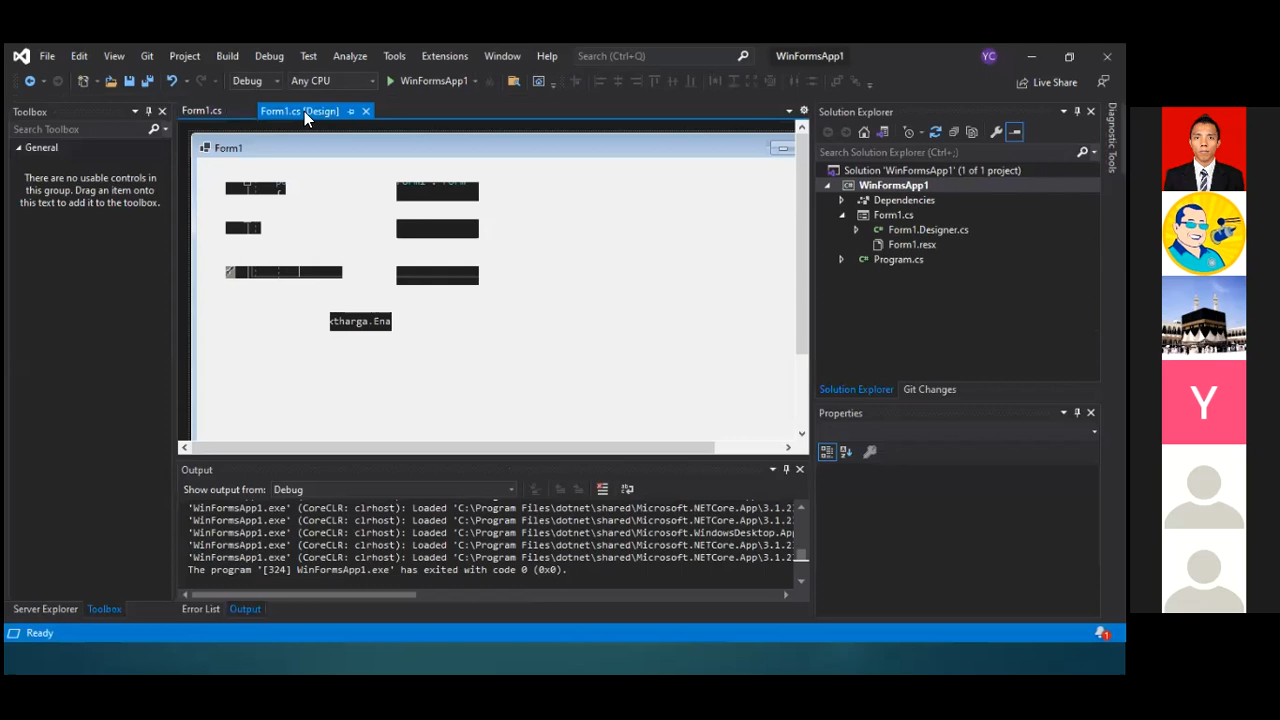 File Edit View Git Project Build Debug Test Analyze Tools Extensions Window Help Search (Ctrl+Q) WinFormsApp1 YC
Debug Any CPU WinFormsApp1 Live Share
Toolbox
Search Toolbox
General
There are no usable controls in
this group. Drag an item onto
this text to add it to the toolbox.
Server Explorer Toolbox
Form1.cs Form1.cs [Design]
Form1
Form1 : Form
xtharga.Ena
Output
Show output from: Debug
'WinFormsApp1.exe' (CoreCLR: clrhost): Loaded 'C:\Program Files\dotnet\shared\Microsoft.NETCore.App\3.1.2
'WinFormsApp1.exe' (CoreCLR: clrhost): Loaded 'C:\Program Files\dotnet\shared\Microsoft.NETCore.App\3.1.2
'WinFormsApp1.exe' (CoreCLR: clrhost): Loaded 'C:\Program Files\dotnet\shared\Microsoft.WindowsDesktop.Ap
'WinFormsApp1.exe' (CoreCLR: clrhost): Loaded 'C:\Program Files\dotnet\shared\Microsoft.NETCore.App\3.1.2
'WinFormsApp1.exe' (CoreCLR: clrhost): Loaded 'C:\Program Files\dotnet\shared\Microsoft.NETCore.App\3.1.2
The program '[324] WinFormsApp1.exe' has exited with code 0 (0x0).
Error List Output
Solution Explorer
Search Solution Explorer (Ctrl+;)
Solution 'WinFormsApp1' (1 of 1 project)
WinFormsApp1
Dependencies
Form1.cs
Form1.Designer.cs
Form1.resx
Program.cs
Solution Explorer Git Changes
Properties
Diagnostic Tools
Y
Ready 1